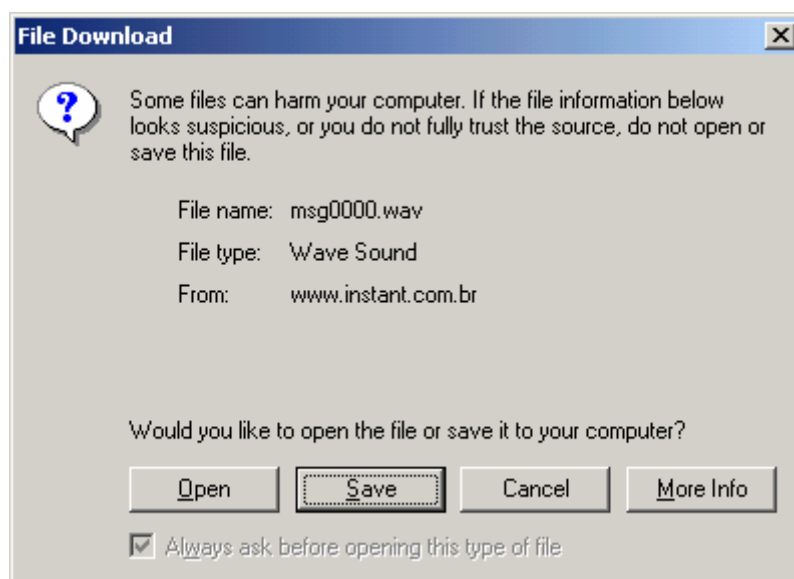 File Download
Some files can harm your computer. If the file information below
looks suspicious, or you do not fully trust the source, do not open or
save this file.
File name: msg0000.wav
File type: Wave Sound
From: www.instant.com.br
Would you like to open the file or save it to your computer?
Open Save Cancel More Info
Always ask before opening this type of file